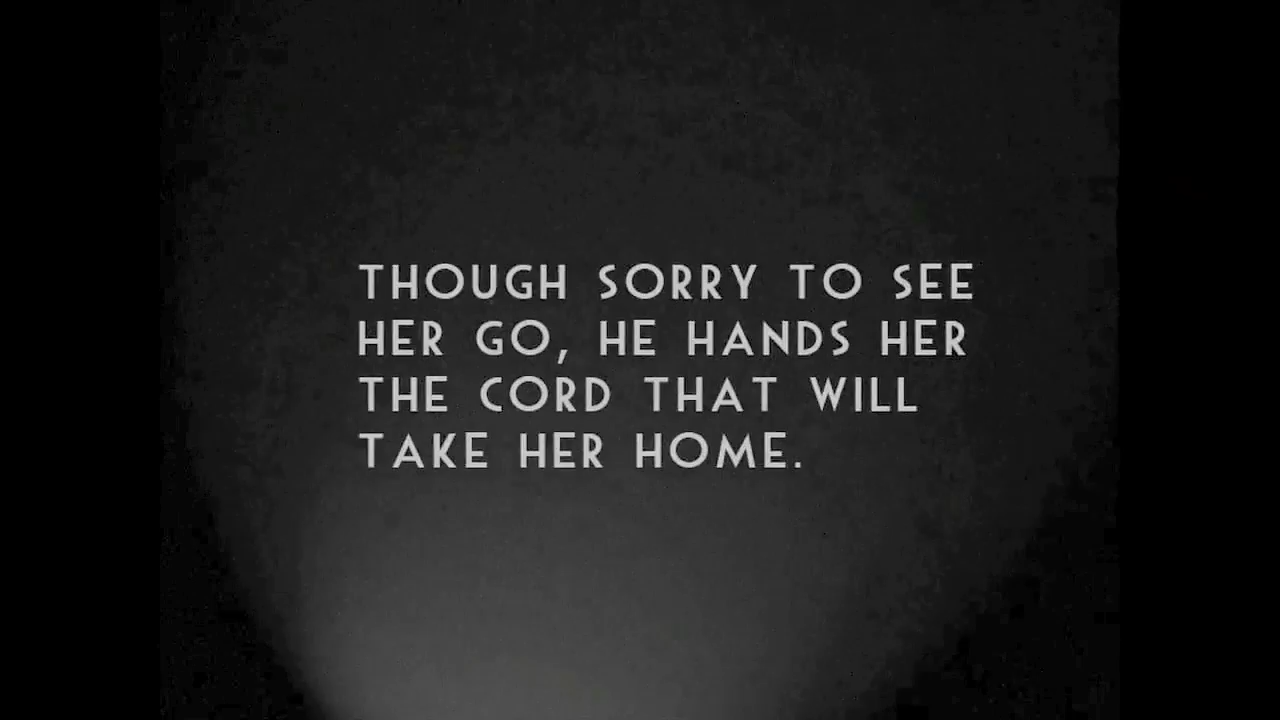 THOUGH SORRY TO SEE
HER GO, HE HANDS HER
THE CORD THAT WILL
TAKE HER HOME.